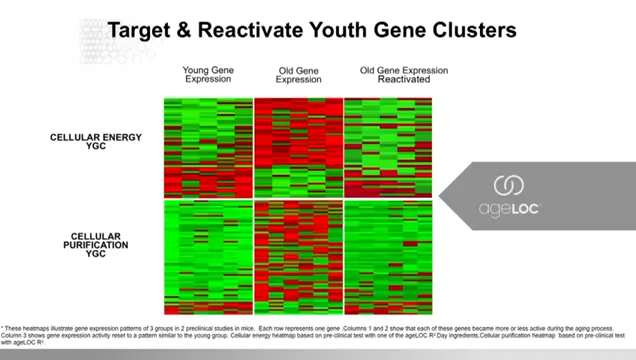 Target & Reactivate Youth Gene Clusters
Young Gene
Expression
Old Gene
Expression
Old Gene Expression
Reactivated
CELLULAR ENERGY
YGC
CELLULAR
PURIFICATION
YGC
ageLOC™
* These heatmaps illustrate gene expression patterns of 3 groups in 2 preclinical studies in mice. Each row represents one gene .Columns 1 and 2 show that each of these genes became more or less active during the aging process.
Column 3 shows gene expression activity reset to a pattern similar to the young group. Cellular energy heatmap based on pre-clinical test with one of the ageLOC R² Day ingredients.Cellular purification heatmap based on pre-clinical test
with ageLOC R².